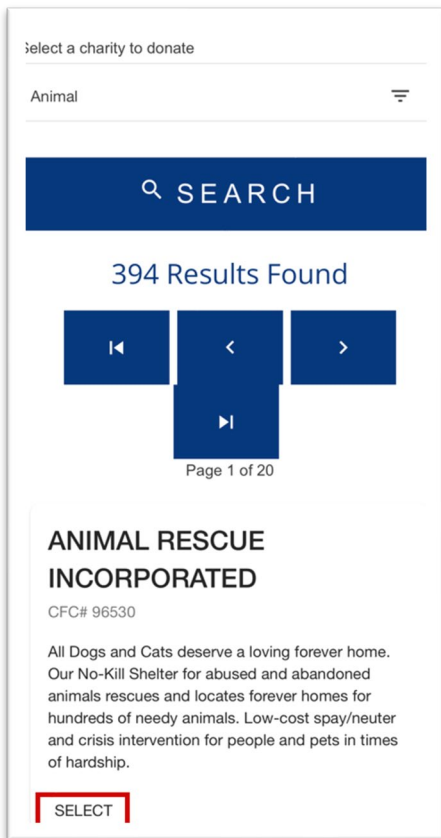 Select a charity to donate
Animal
SEARCH
394 Results Found
Page 1 of 20
ANIMAL RESCUE
INCORPORATED
CFC# 96530
All Dogs and Cats deserve a loving forever home.
Our No-Kill Shelter for abused and abandoned
animals rescues and locates forever homes for
hundreds of needy animals. Low-cost spay/neuter
and crisis intervention for people and pets in times
of hardship.
SELECT